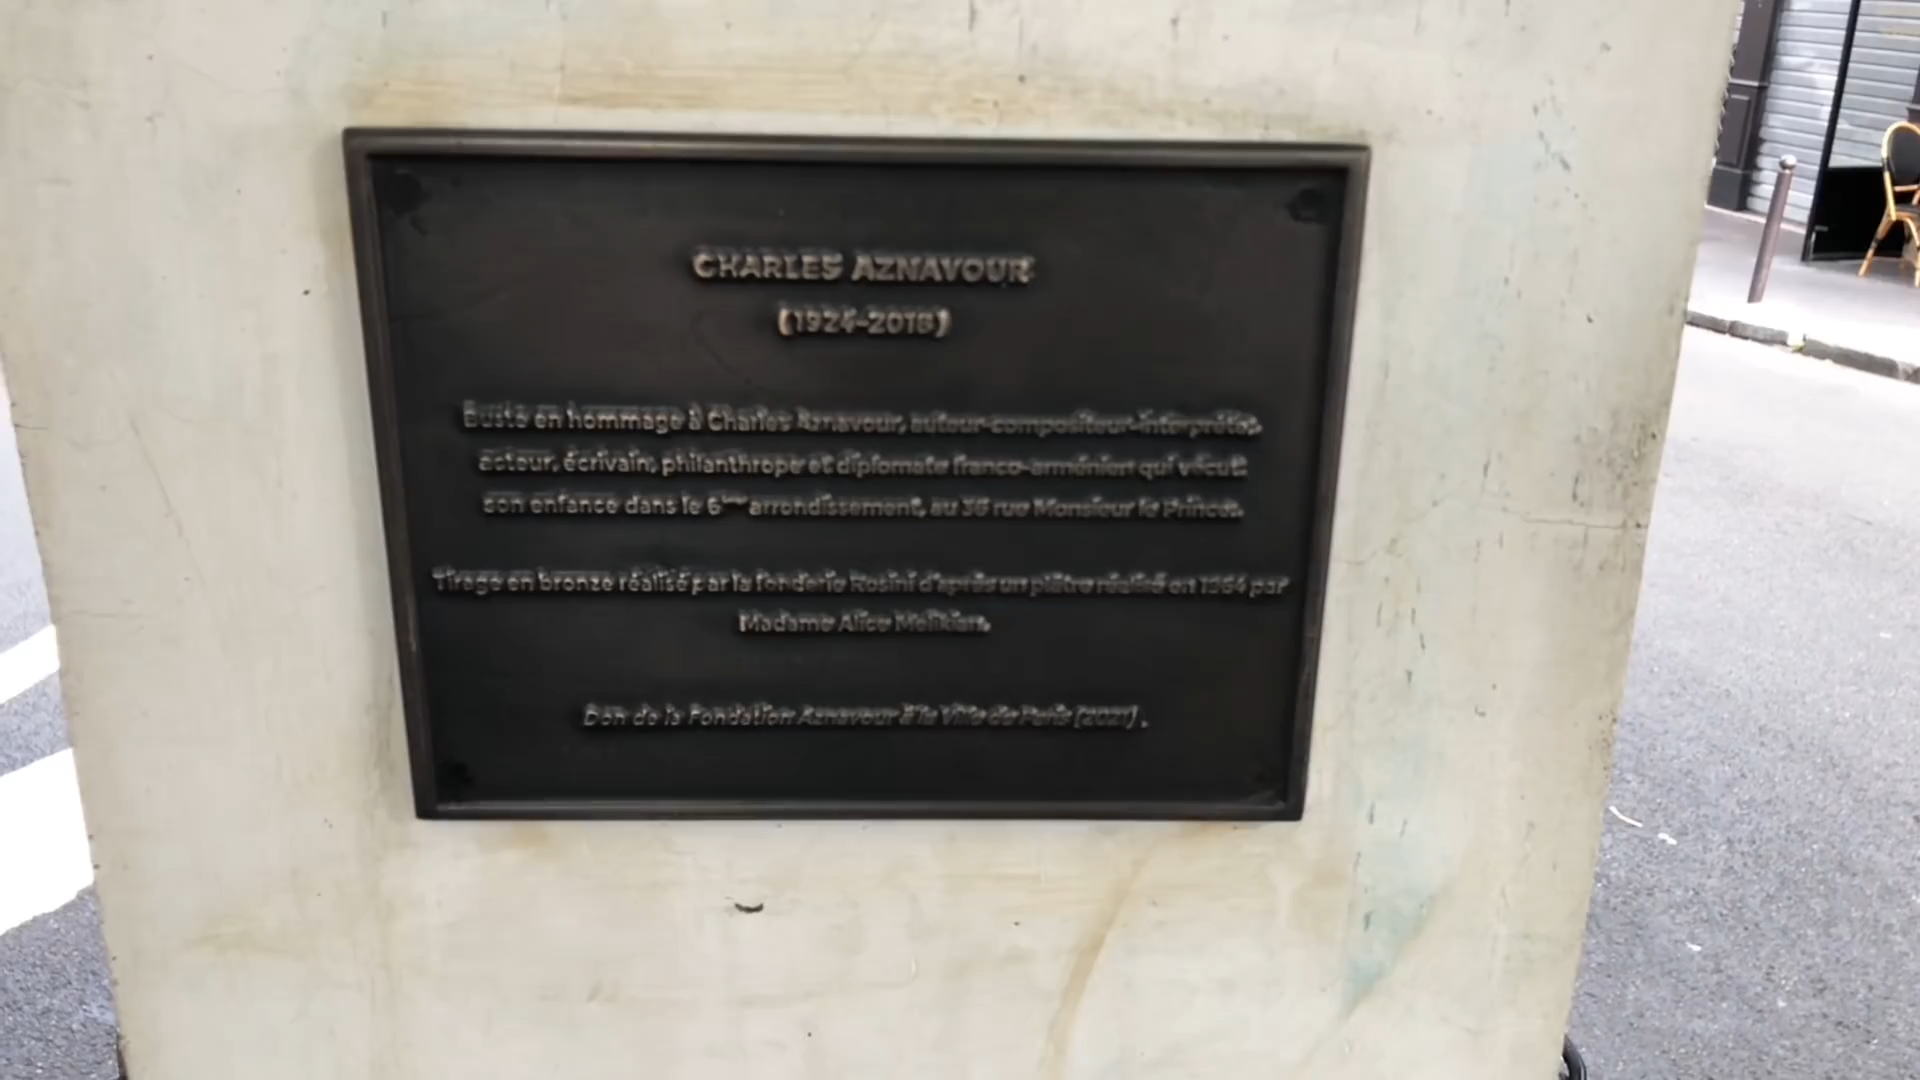 CHARLES AZNAVOUR
(1924-2018)
Buste en hommage à Charles Aznavour, auteur-compositeur-interprète,
acteur, écrivain, philanthrope et diplomate franco-arménien qui vécut
son enfance dans le 6ème arrondissement, au 36 rue Monsieur le Prince.
Tirage en bronze réalisé par la fonderie Rosini d'après un plâtre réalisé en 1964 par
Madame Alice Melikian.
Don de la Fondation Aznavour à la Ville de Paris (2021).